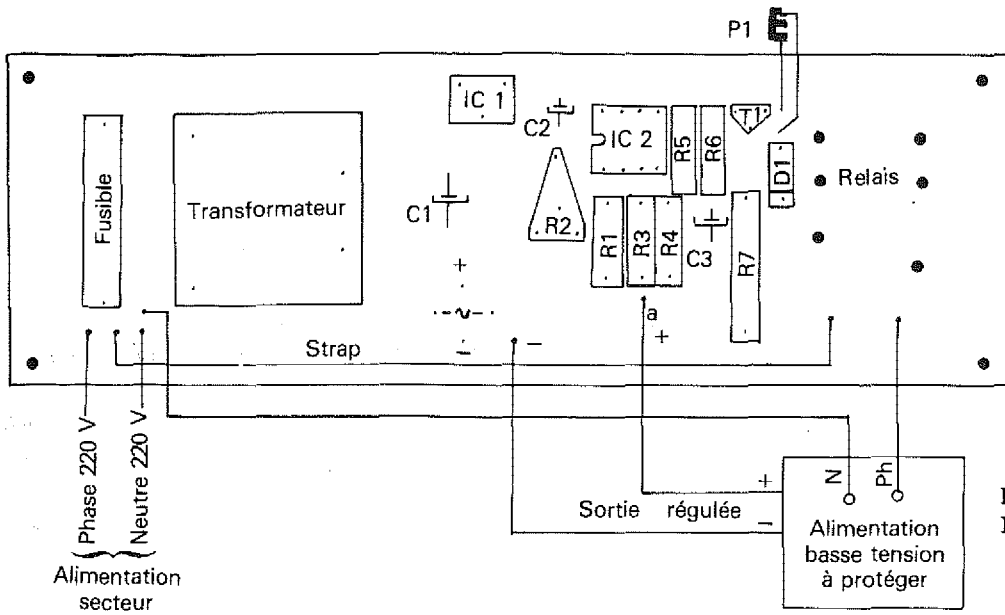 P1
IC 1
C2
IC 2
R5
R6
T1
D1
Relais
Fusible
Transformateur
C1
R2
R1
R3
R4
C3
R7
+
~
-
-
a
+
Strap
Phase 220 V
Neutre 220 V
Alimentation
secteur
Sortie régulée
+
-
N
Ph
Alimentation
basse tension
à protéger